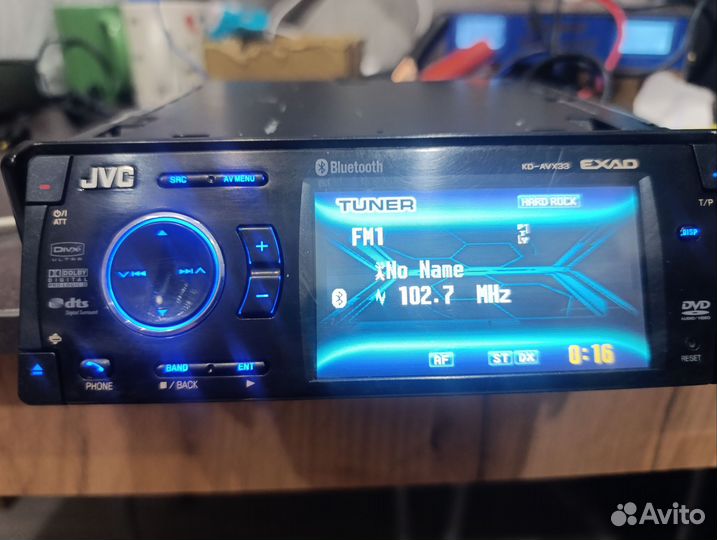 JVC
SRC
AV MENU
Bluetooth
KD-AVX33 EXAD
T/P
⏻/I
ATT
DivX
ULTRA
DOLBY
DIGITAL
PRO LOGIC II
dts
Digital Surround
TUNER
HARD ROCK
FM1
No Name
102.7 MHz
AF
ST DX
0:16
DISP
DVD
AUDIO/VIDEO
RESET
PHONE
BAND
ENT
/BACK
Avito